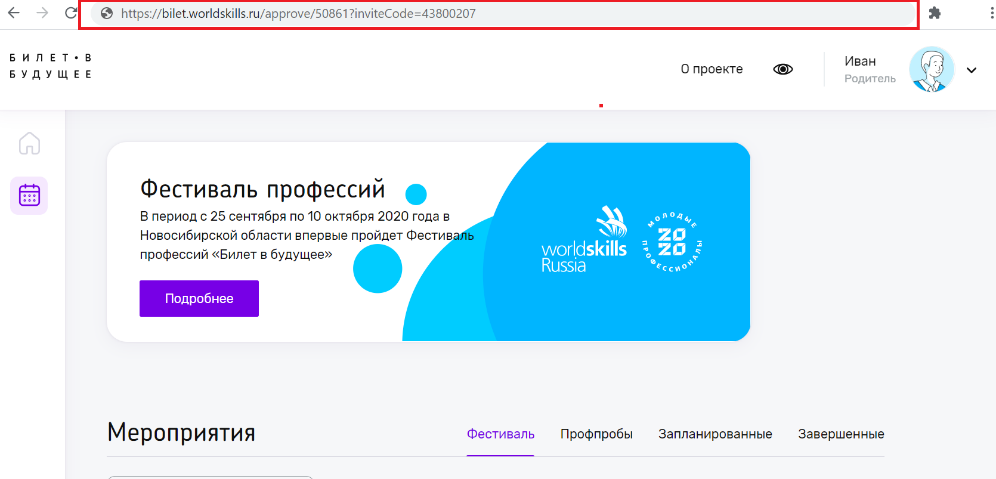 https://bilet.worldskills.ru/approve/50861?inviteCode=43800207
БИЛЕТ•В
БУДУЩЕЕ
О проекте
Иван
Родитель
Фестиваль профессий
В период с 25 сентября по 10 октября 2020 года в
Новосибирской области впервые пройдет Фестиваль
профессий «Билет в будущее»
Подробнее
worldskills
Russia
МОЛОДЫЕ
2020
ПРОФЕССИОНАЛЫ
Мероприятия
Фестиваль
Профпробы
Запланированные
Завершенные